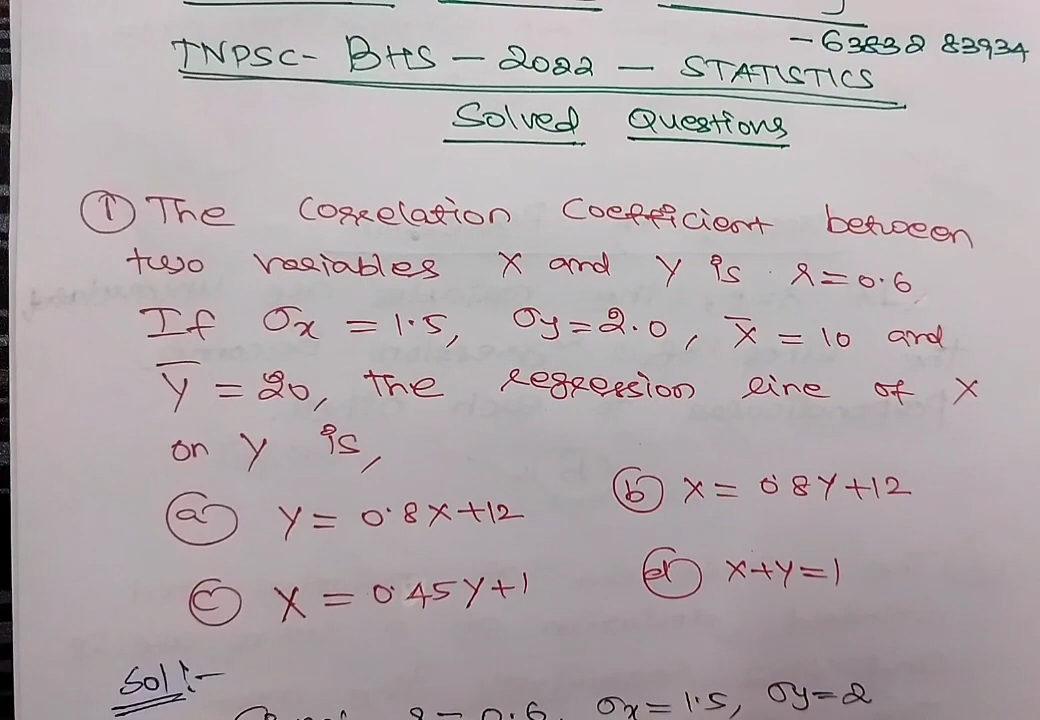 - 63832 83934
TNPSC- BHS - 2022 - STATISTICS
Solved Questions
① The Correlation Coefficient between
two variables X and Y is r=0.6
If σx = 1.5, σy=2.0, X̅ = 10 and
Y̅ = 20, the regression line of X
on Y is,
ⓐ Y= 0.8X+12
ⓑ X= 0.8Y+12
ⓒ X = 0.45Y+1
ⓓ X+Y=1
Sol!:-
r = 0.6, σx= 1.5, σy=2